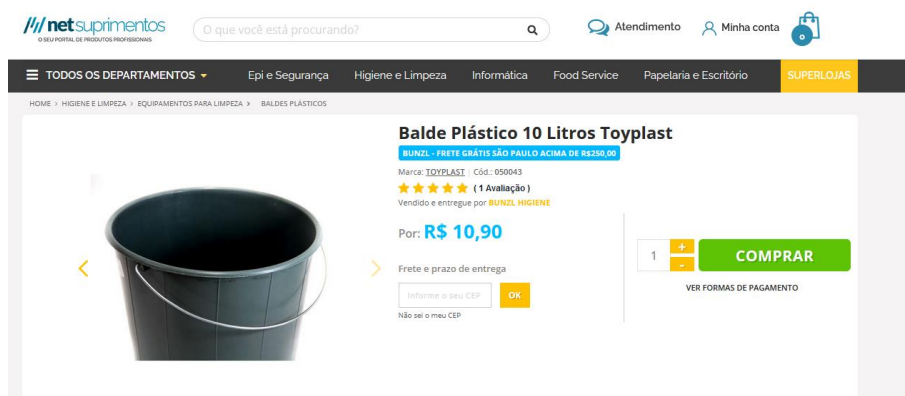 netsuprimentos
O SEU PORTAL DE PRODUTOS PROFISSIONAIS
O que você está procurando?
Atendimento
Minha conta
0
TODOS OS DEPARTAMENTOS
Epi e Segurança
Higiene e Limpeza
Informática
Food Service
Papelaria e Escritório
SUPERLOJAS
HOME > HIGIENE E LIMPEZA > EQUIPAMENTOS PARA LIMPEZA > BALDES PLÁSTICOS
Balde Plástico 10 Litros Toyplast
BUNZL - FRETE GRÁTIS SÃO PAULO ACIMA DE R$250,00
Marca: TOYPLAST | Cód.: 050043
( 1 Avaliação )
Vendido e entregue por BUNZL HIGIENE
Por: R$ 10,90
1
+
-
COMPRAR
VER FORMAS DE PAGAMENTO
Frete e prazo de entrega
Informe o seu CEP
OK
Não sei o meu CEP